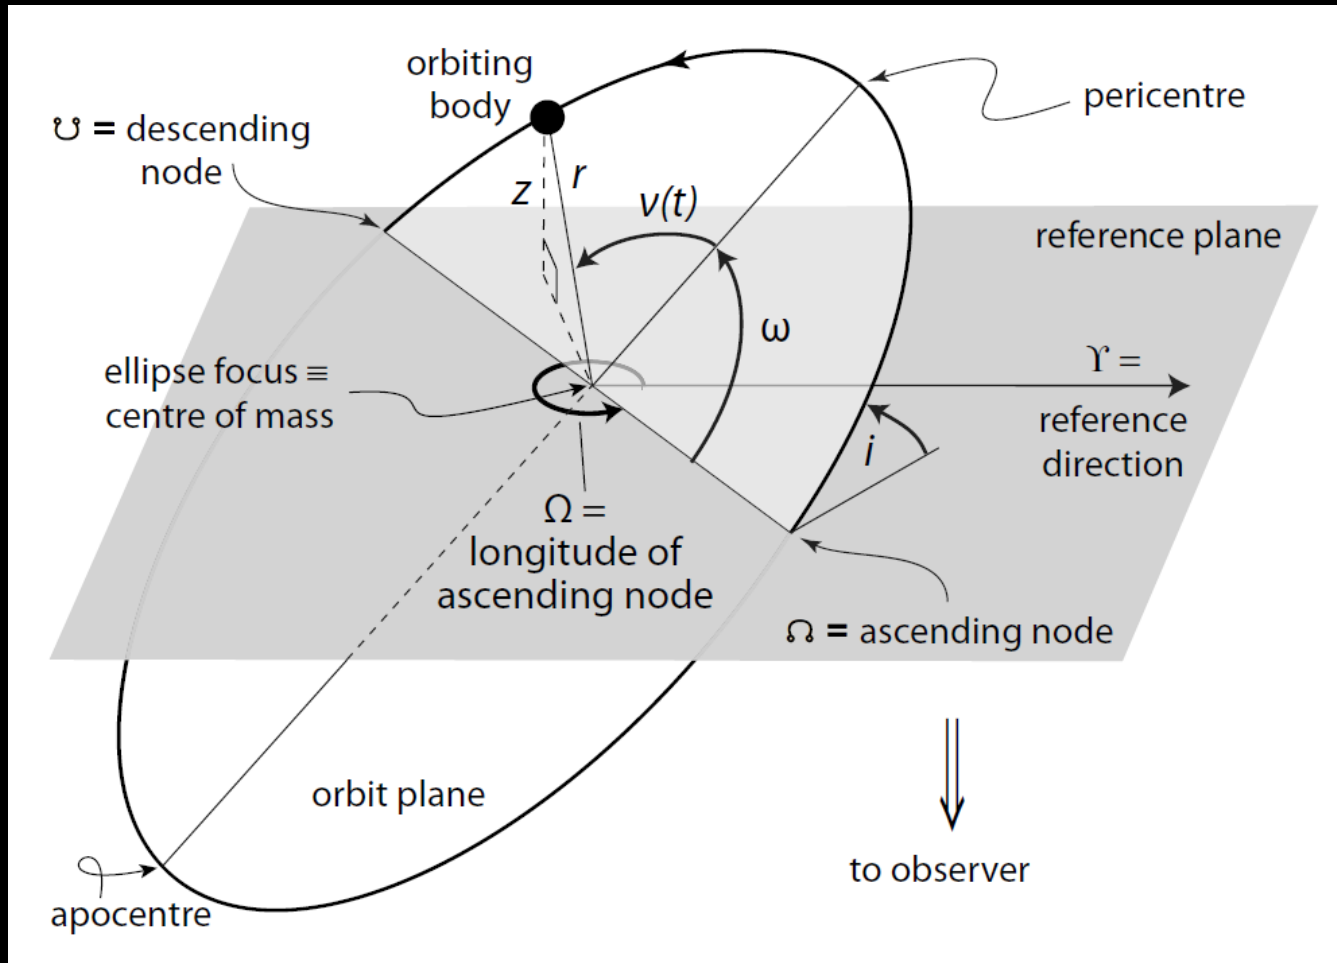 orbiting
body
pericentre
☋ = descending
node
z
r
ν(t)
reference plane
ω
ellipse focus ≡
centre of mass
♈ =
reference
direction
i
Ω =
longitude of
ascending node
☊ = ascending node
orbit plane
to observer
apocentre